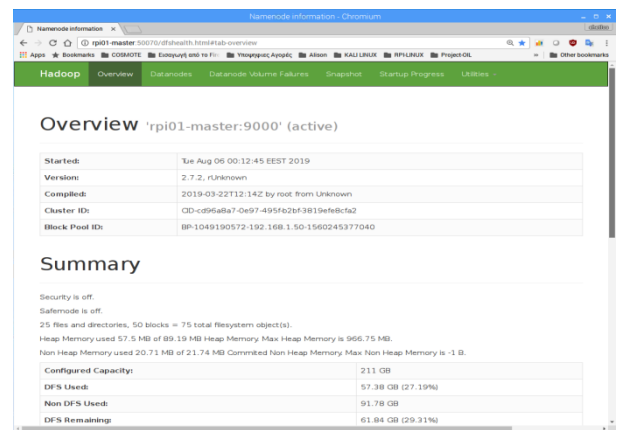 Namenode information - Chromium
Namenode information
rpi01-master:50070/dfshealth.html#tab-overview
Apps Bookmarks COSMOTE Εισαγωγή από το Fir Υποψηφιες Αγορές Alison KALI LINUX RPI-LINUX Project-OIL » Other bookmarks
Hadoop Overview Datanodes Datanode Volume Failures Snapshot Startup Progress Utilities
Overview 'rpi01-master:9000' (active)
Started: Tue Aug 06 00:12:45 EEST 2019
Version: 2.7.2, rUnknown
Compiled: 2019-03-22T12:14Z by root from Unknown
Cluster ID: CID-cd96a8a7-0e97-495f-b2bf-3819efe8cfa2
Block Pool ID: BP-1049190572-192.168.1.50-1560245377040
Summary
Security is off.
Safemode is off.
25 files and directories, 50 blocks = 75 total filesystem object(s).
Heap Memory used 57.5 MB of 89.19 MB Heap Memory. Max Heap Memory is 966.75 MB.
Non Heap Memory used 20.71 MB of 21.74 MB Commited Non Heap Memory. Max Non Heap Memory is -1 B.
Configured Capacity: 211 GB
DFS Used: 57.38 GB (27.19%)
Non DFS Used: 91.78 GB
DFS Remaining: 61.84 GB (29.31%)